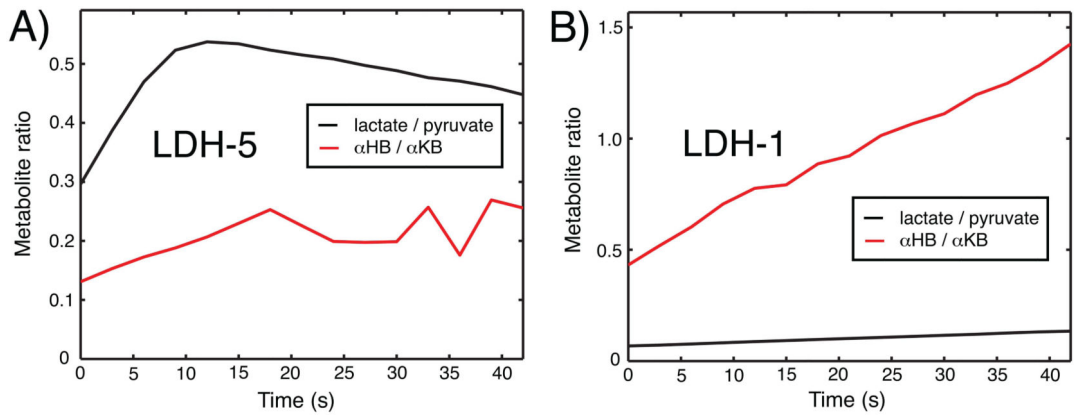 A)
Metabolite ratio
0.5
0.4
0.3
0.2
0.1
0
LDH-5
lactate / pyruvate
αHB / αKB
0 5 10 15 20 25 30 35 40
Time (s)
B)
Metabolite ratio
1.5
1.0
0.5
0
LDH-1
lactate / pyruvate
αHB / αKB
0 5 10 15 20 25 30 35 40
Time (s)